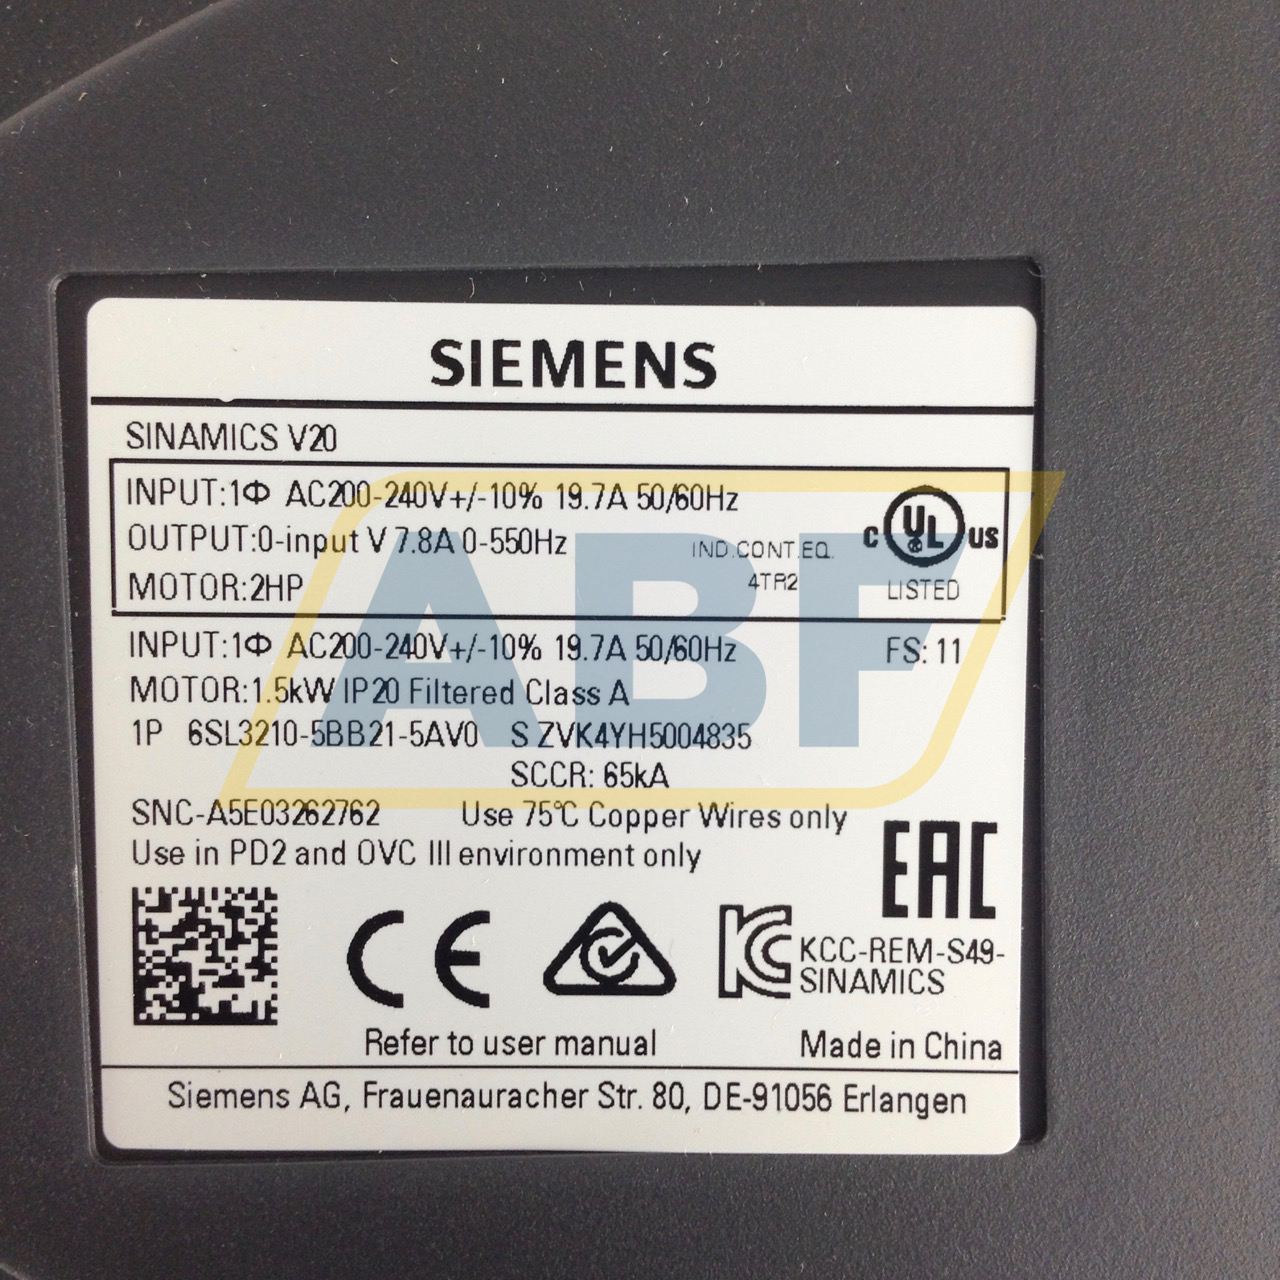 SIEMENS
SINAMICS V20
INPUT:1Φ AC200-240V+/-10% 19.7A 50/60Hz
OUTPUT:0-input V 7.8A 0-550Hz
MOTOR:2HP
IND.CONT.EQ.
4TR2
C UL US
LISTED
INPUT:1Φ AC200-240V+/-10% 19.7A 50/60Hz FS: 11
MOTOR:1.5kW IP20 Filtered Class A
1P 6SL3210-5BB21-5AV0 S ZVK4YH5004835
SCCR: 65kA
SNC-A5E03262762 Use 75℃ Copper Wires only
Use in PD2 and OVC III environment only
EAC
CE
KC
KCC-REM-S49-
SINAMICS
Refer to user manual Made in China
Siemens AG, Frauenauracher Str. 80, DE-91056 Erlangen
ABF